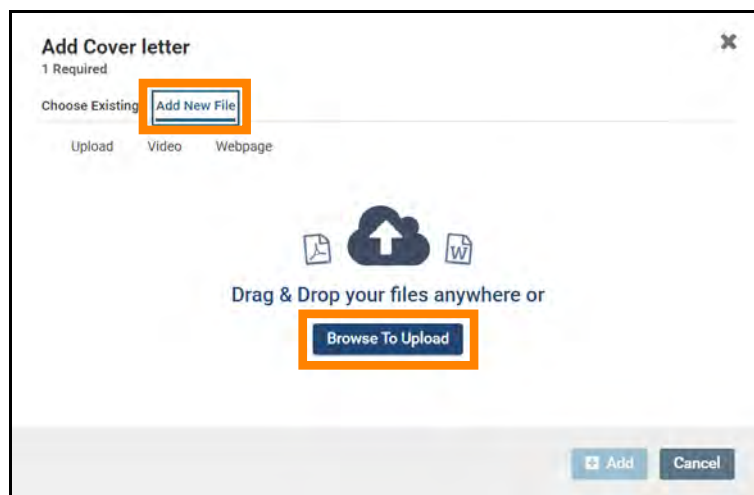 Add Cover letter
1 Required
Choose Existing Add New File
Upload Video Webpage
W
Drag & Drop your files anywhere or
Browse To Upload
Add Cancel